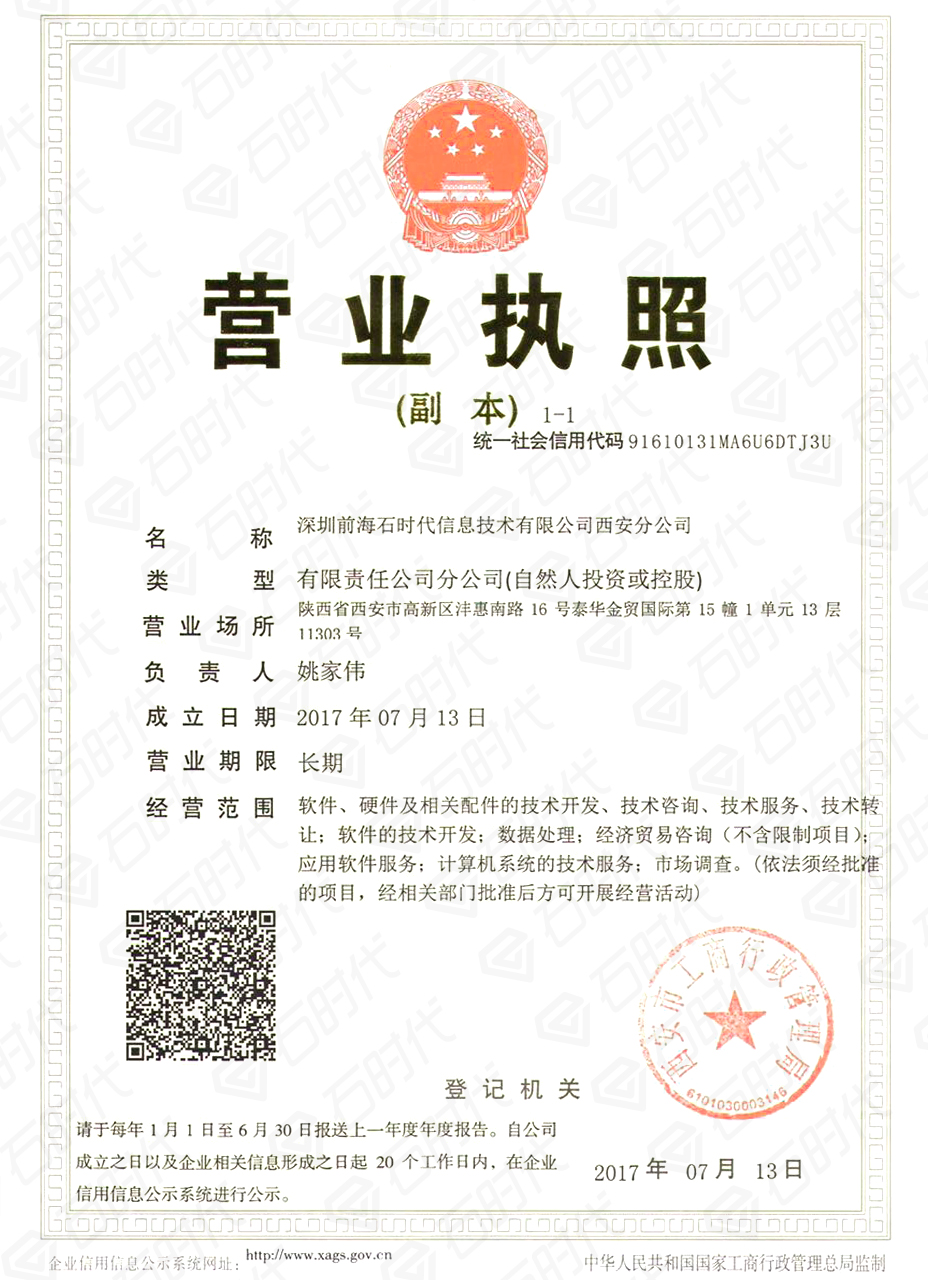 营业执照
(副 本) 1-1
统一社会信用代码 91610131MA6U6DTJ3U
名称 深圳前海石时代信息技术有限公司西安分公司
类型 有限责任公司分公司(自然人投资或控股)
营业场所 陕西省西安市高新区沣惠南路 16 号泰华金贸国际第 15 幢 1 单元 13 层
11303 号
负责人 姚家伟
成立日期 2017 年 07 月 13 日
营业期限 长期
经营范围 软件、硬件及相关配件的技术开发、技术咨询、技术服务、技术转
让；软件的技术开发；数据处理；经济贸易咨询（不含限制项目）；
应用软件服务；计算机系统的技术服务；市场调查。(依法须经批准
的项目，经相关部门批准后方可开展经营活动)
西安市工商行政管理局
6101030003146
登记机关
请于每年 1 月 1 日至 6 月 30 日报送上一年度年度报告。自公司
成立之日以及企业相关信息形成之日起 20 个工作日内，在企业
信用信息公示系统进行公示。
2017 年 07 月 13 日
企业信用信息公示系统网址： http://www.xags.gov.cn
中华人民共和国国家工商行政管理总局监制
石时代